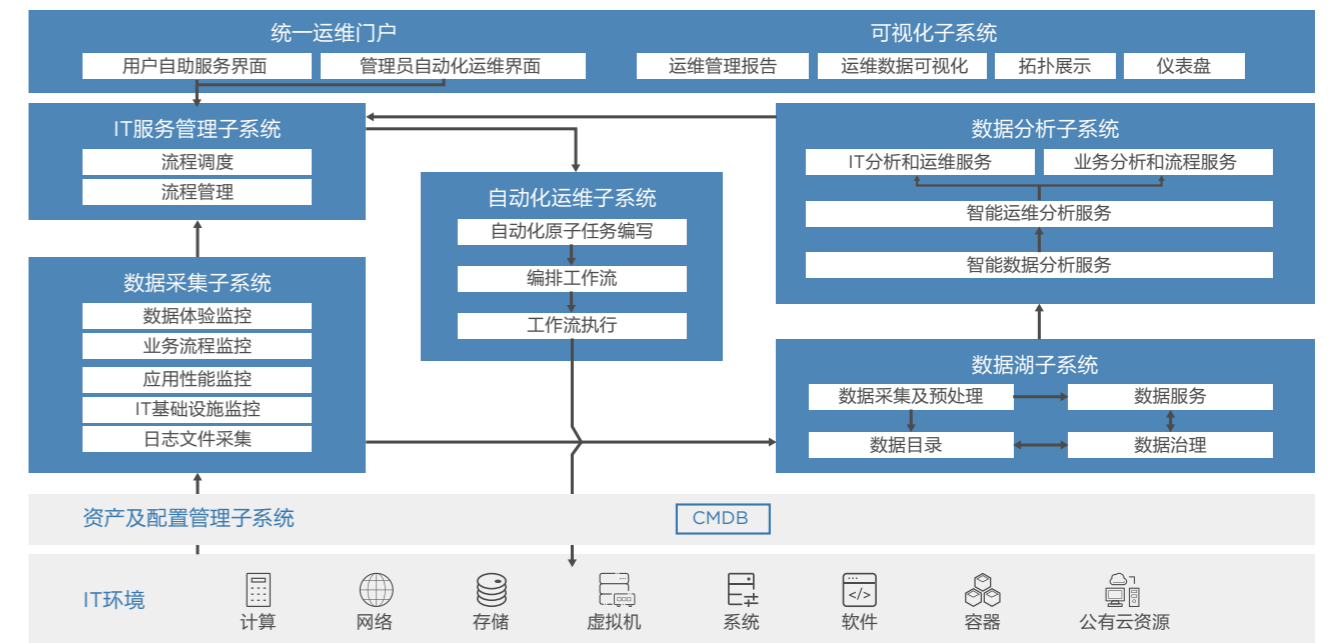 统一运维门户
可视化子系统
用户自助服务界面
管理员自动化运维界面
运维管理报告
运维数据可视化
拓扑展示
仪表盘
IT服务管理子系统
流程调度
流程管理
数据分析子系统
IT分析和运维服务
业务分析和流程服务
智能运维分析服务
智能数据分析服务
自动化运维子系统
自动化原子任务编写
编排工作流
工作流执行
数据采集子系统
数据体验监控
业务流程监控
应用性能监控
IT基础设施监控
日志文件采集
数据湖子系统
数据采集及预处理
数据服务
数据目录
数据治理
资产及配置管理子系统
CMDB
IT环境
计算
网络
存储
虚拟机
系统
</>
软件
容器
公有云资源